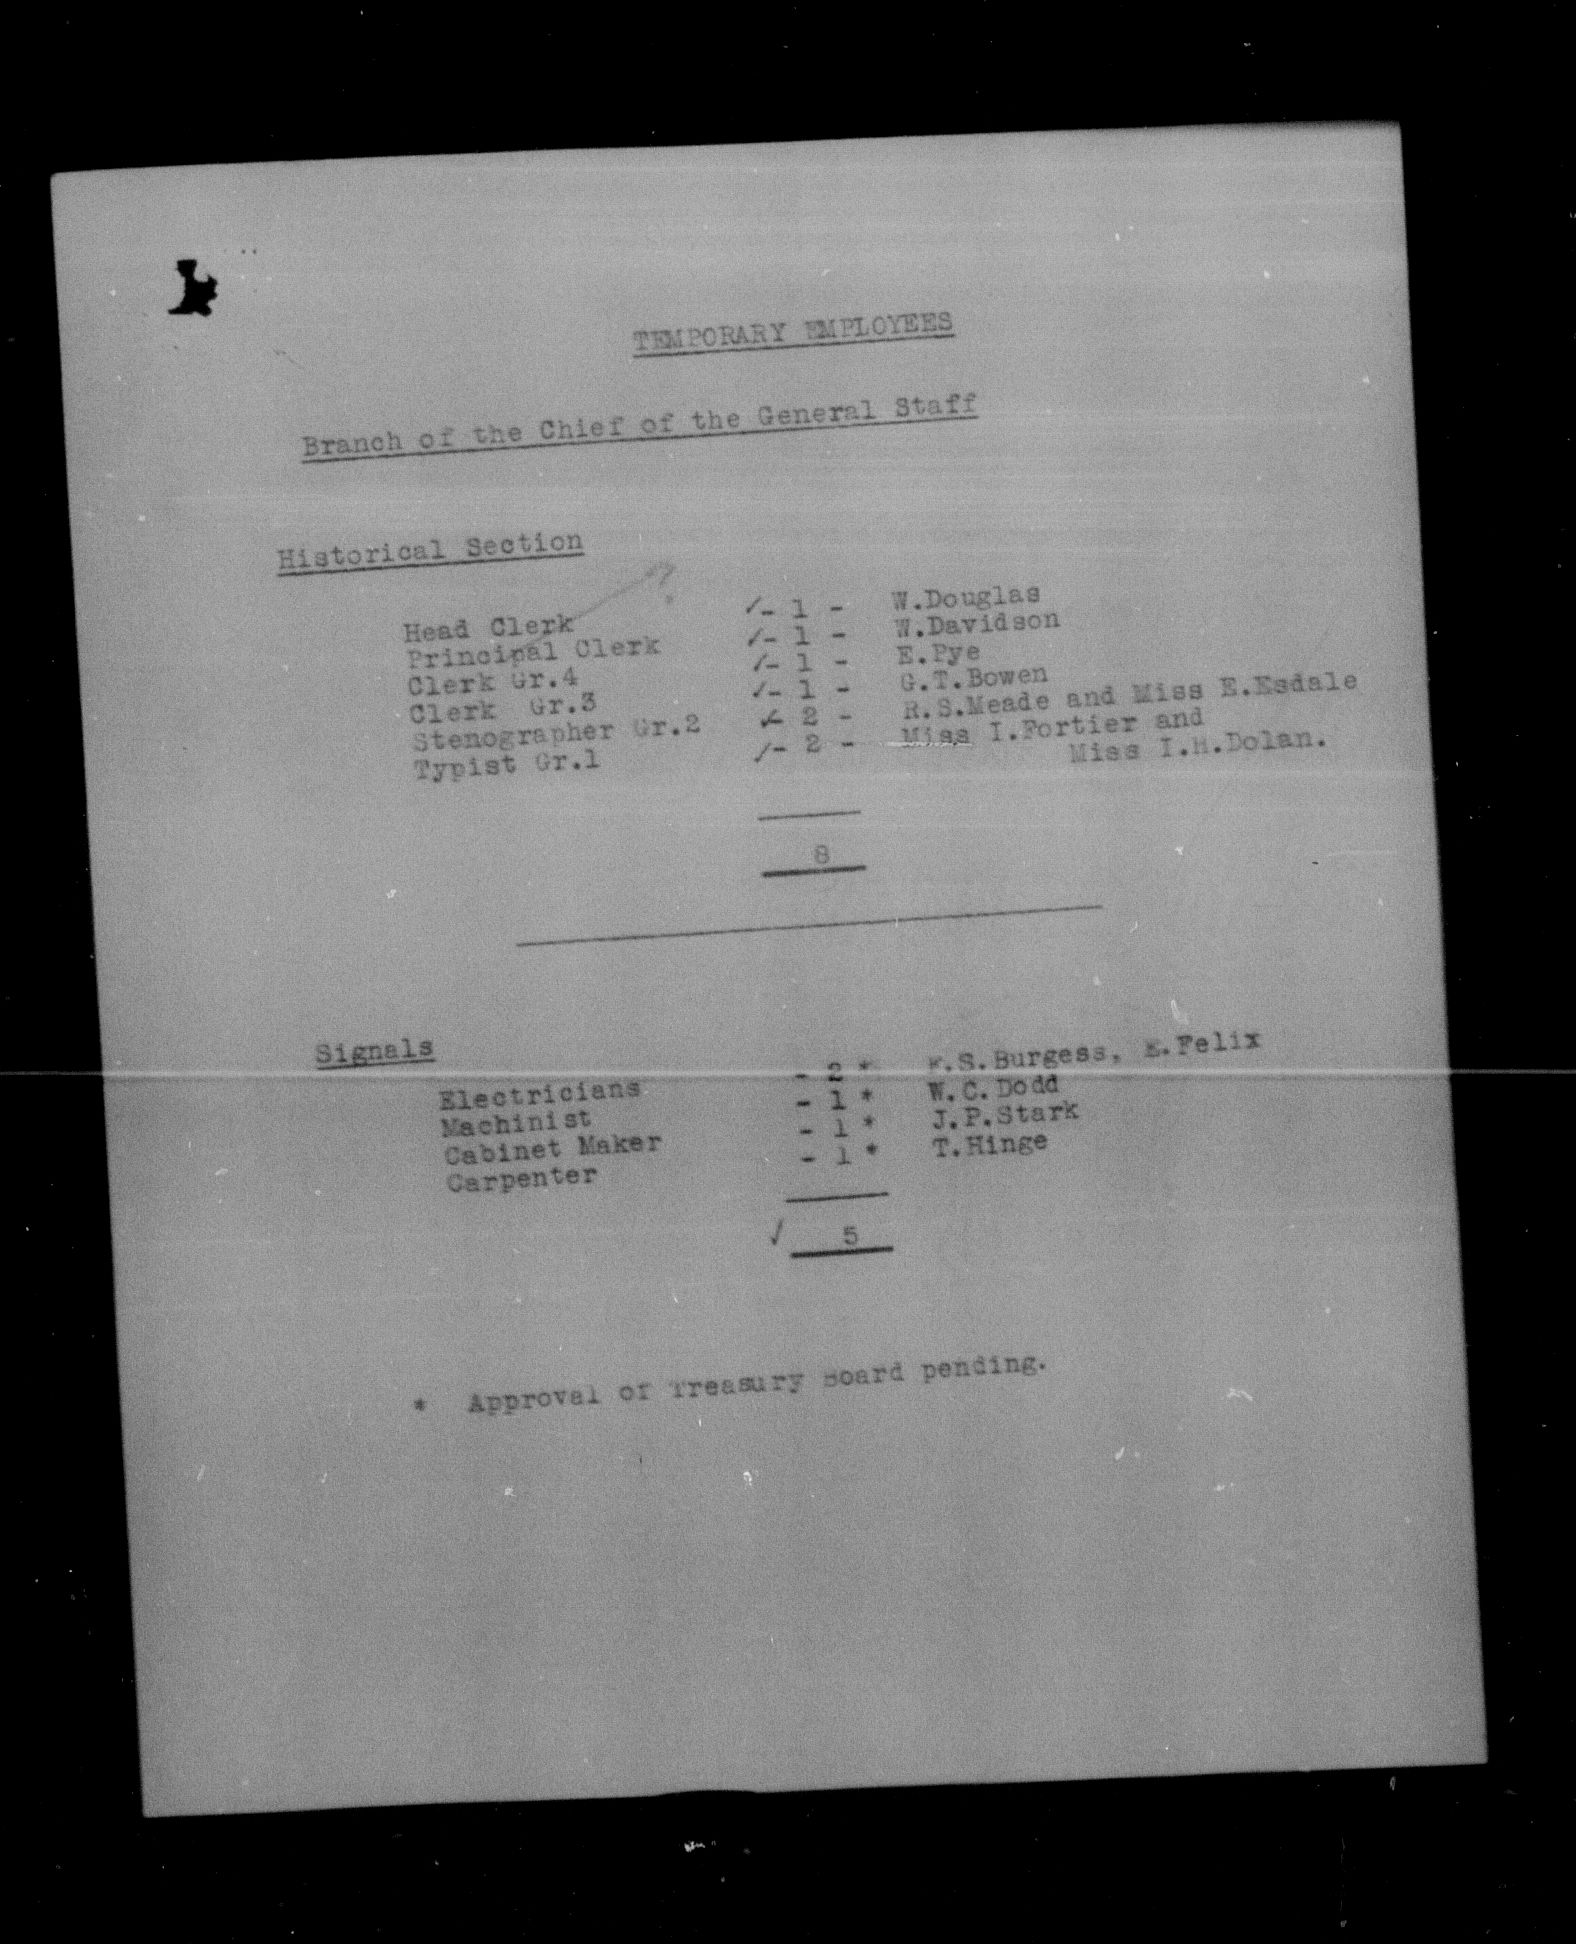 TEMPORARY EMPLOYEES
Branch of the Chief of the General Staff
Historical Section
?
Head Clerk ✓- 1 - W.Douglas
Principal Clerk ✓- 1 - W.Davidson
Clerk Gr.4 ✓- 1 - E.Pye
Clerk Gr.3 ✓- 1 - G.T.Bowen
Stenographer Gr.2 ✓- 2 - R.S.Meade and Miss E.Esdale
Typist Gr.1 ✓- 2 - Miss I.Fortier and
Miss I.H.Dolan.
8
Signals
Electricians - 2 * F.S.Burgess, E.Felix
Machinist - 1 * W.C.Dodd
Cabinet Maker - 1 * J.P.Stark
Carpenter - 1 * T.Hinge
✓ 5
* Approval of Treasury Board pending.